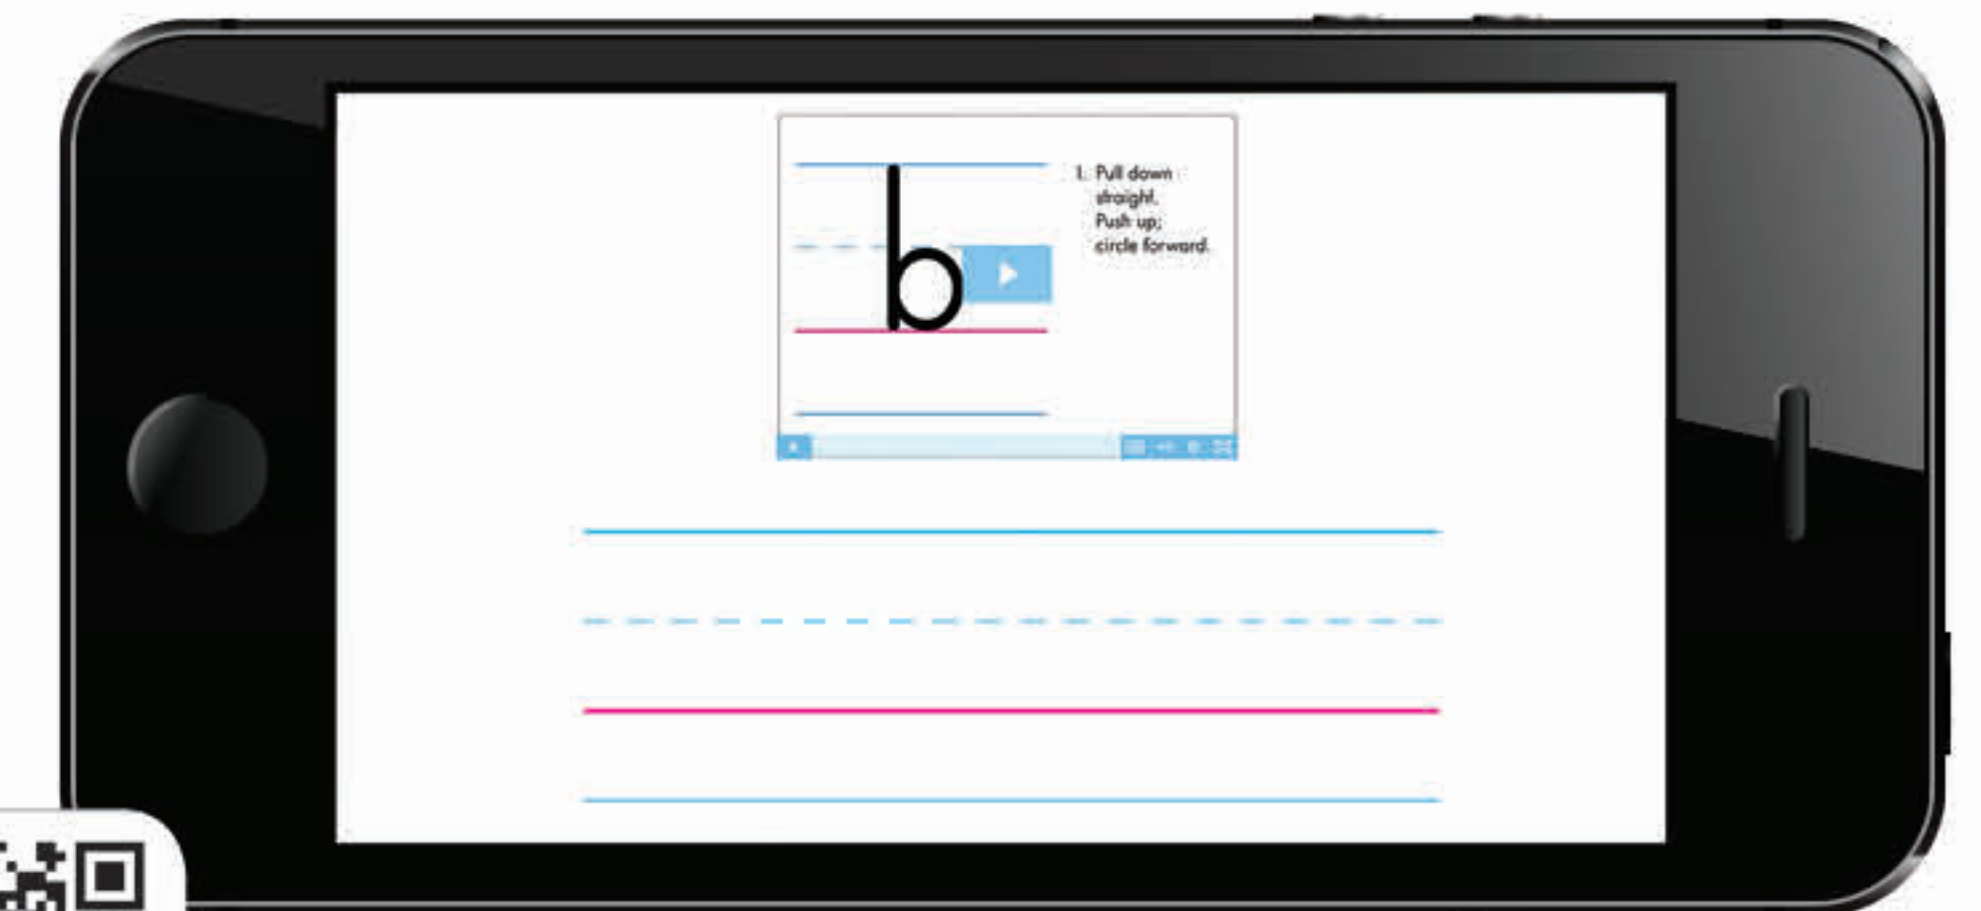 b
1. Pull down
straight.
Push up;
circle forward.